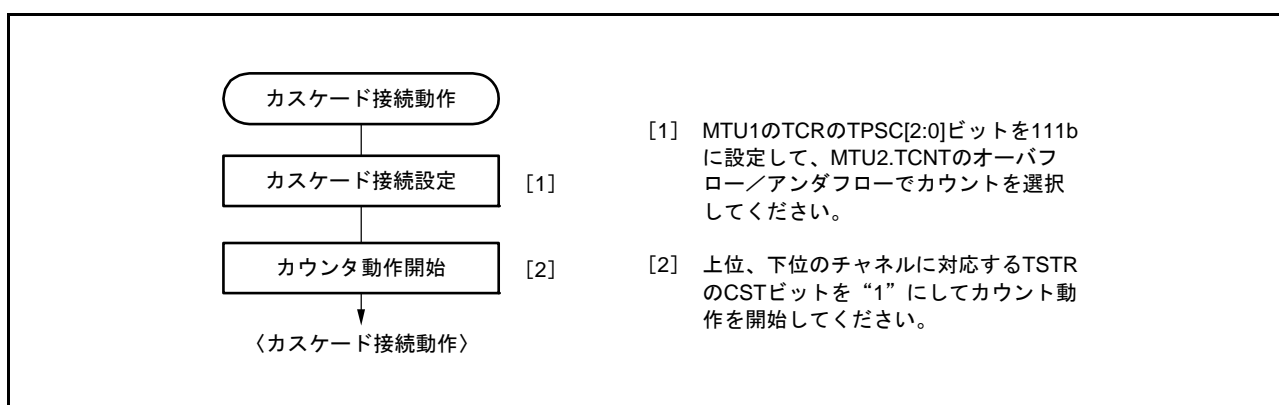 カスケード接続動作
カスケード接続設定 [1]
カウンタ動作開始 [2]
〈カスケード接続動作〉
[1] MTU1のTCRのTPSC[2:0]ビットを111b
に設定して、MTU2.TCNTのオーバフ
ロー／アンダフローでカウントを選択
してください。
[2] 上位、下位のチャネルに対応するTSTR
のCSTビットを“1”にしてカウント動
作を開始してください。